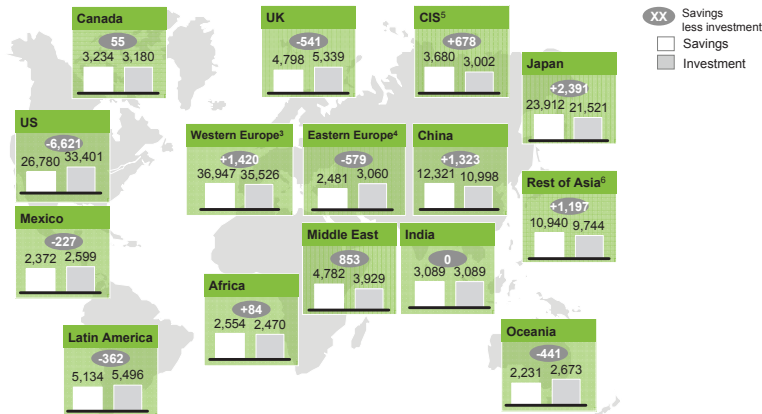 Canada
55
3,234 3,180
UK
-541
4,798 5,339
CIS5
+678
3,680 3,002
XX Savings
less investment
Savings
Investment
Japan
+2,391
23,912 21,521
US
-6,621
26,780 33,401
Western Europe3
+1,420
36,947 35,526
Eastern Europe4
-579
2,481 3,060
China
+1,323
12,321 10,998
Rest of Asia6
+1,197
10,940 9,744
Mexico
-227
2,372 2,599
Middle East
853
4,782 3,929
India
0
3,089 3,089
Africa
+84
2,554 2,470
Latin America
-362
5,134 5,496
Oceania
-441
2,231 2,673